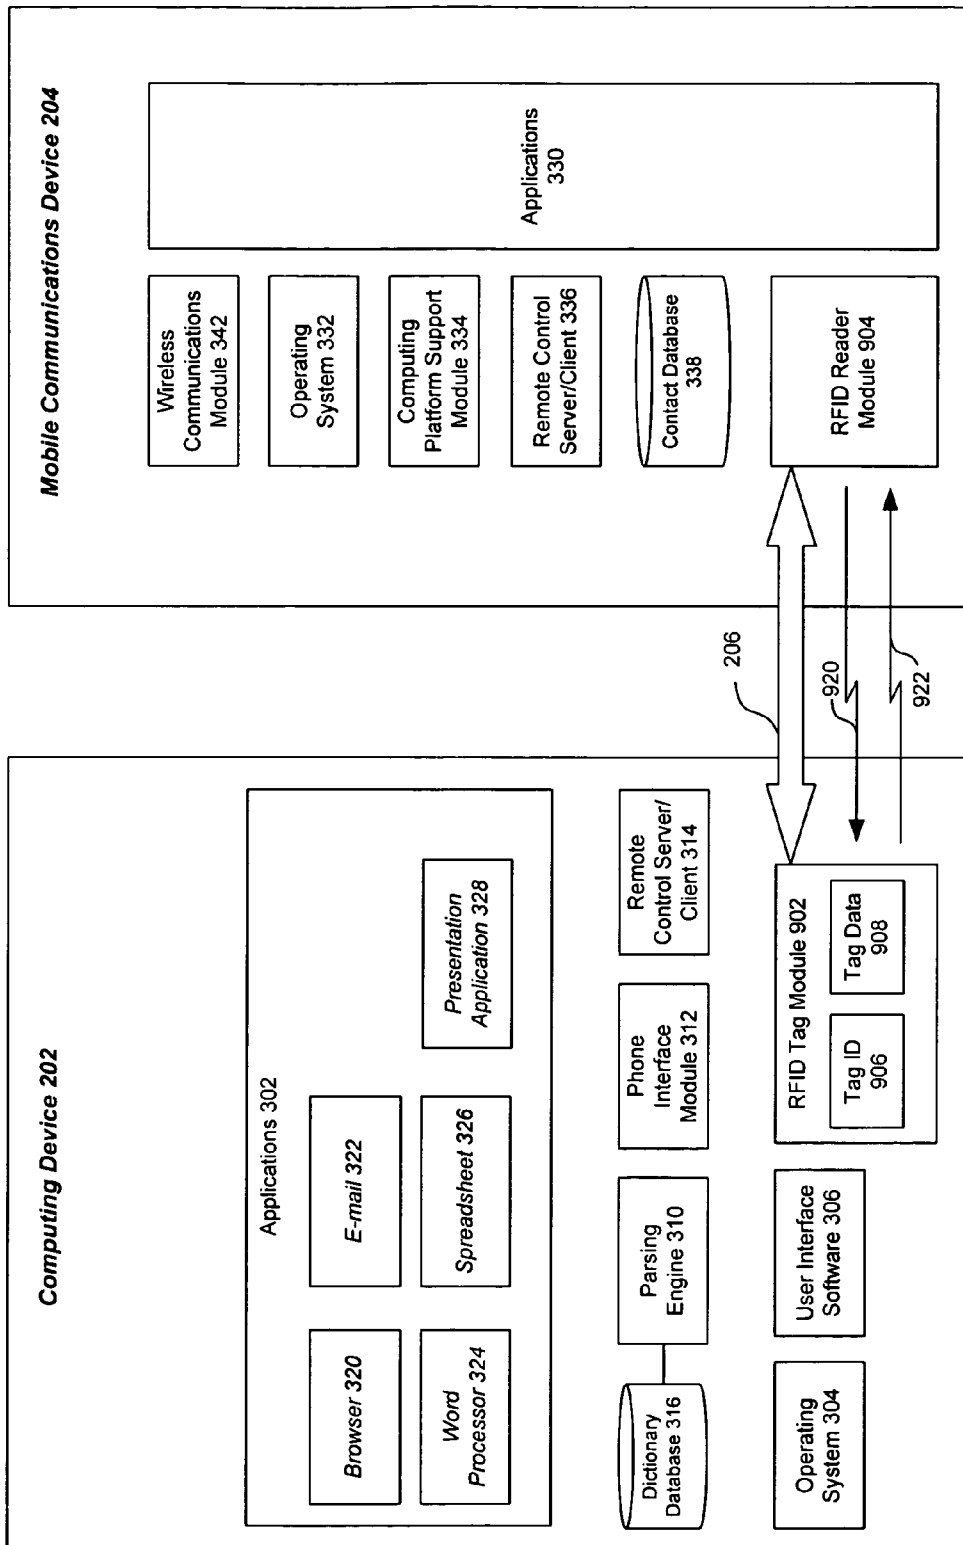 Computing Device 202
Applications 302
Browser 320
E-mail 322
Word
Processor 324
Spreadsheet 326
Presentation
Application 328
Dictionary
Database 316
Parsing
Engine 310
Phone
Interface
Module 312
Remote
Control Server/
Client 314
Operating
System 304
User Interface
Software 306
RFID Tag Module 902
Tag ID
906
Tag Data
908
206
920
922
Mobile Communications Device 204
Wireless
Communications
Module 342
Operating
System 332
Computing
Platform Support
Module 334
Remote Control
Server/Client 336
Contact Database
338
RFID Reader
Module 904
Applications
330